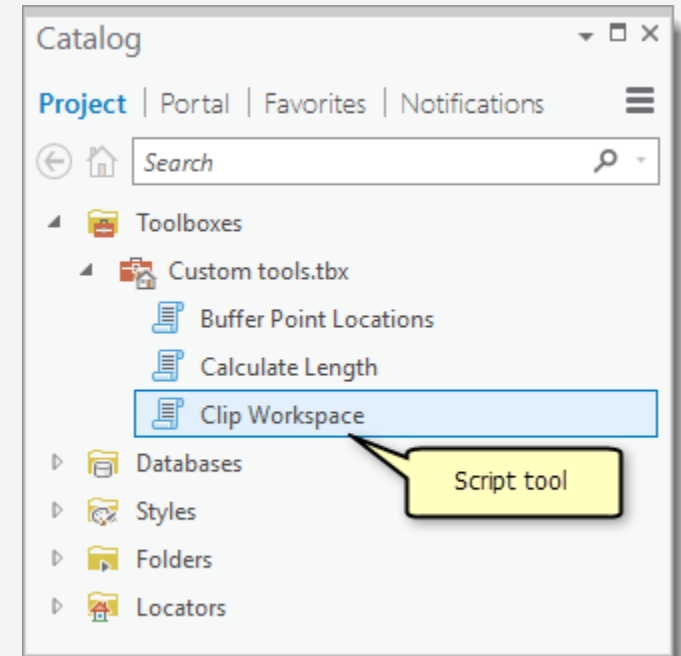 Catalog
Project | Portal | Favorites | Notifications
Search
Toolboxes
Custom tools.tbx
Buffer Point Locations
Calculate Length
Clip Workspace
Script tool
Databases
Styles
Folders
Locators